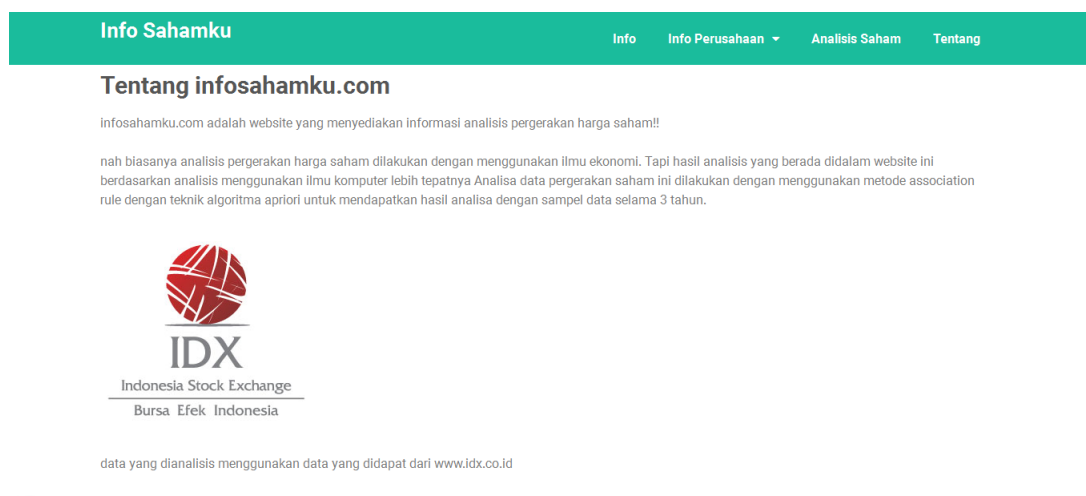 Info Sahamku
Info
Info Perusahaan
Analisis Saham
Tentang
Tentang infosahamku.com
infosahamku.com adalah website yang menyediakan informasi analisis pergerakan harga saham!!
nah biasanya analisis pergerakan harga saham dilakukan dengan menggunakan ilmu ekonomi. Tapi hasil analisis yang berada didalam website ini
berdasarkan analisis menggunakan ilmu komputer lebih tepatnya Analisa data pergerakan saham ini dilakukan dengan menggunakan metode association
rule dengan teknik algoritma apriori untuk mendapatkan hasil analisa dengan sampel data selama 3 tahun.
IDX
Indonesia Stock Exchange
Bursa Efek Indonesia
data yang dianalisis menggunakan data yang didapat dari www.idx.co.id